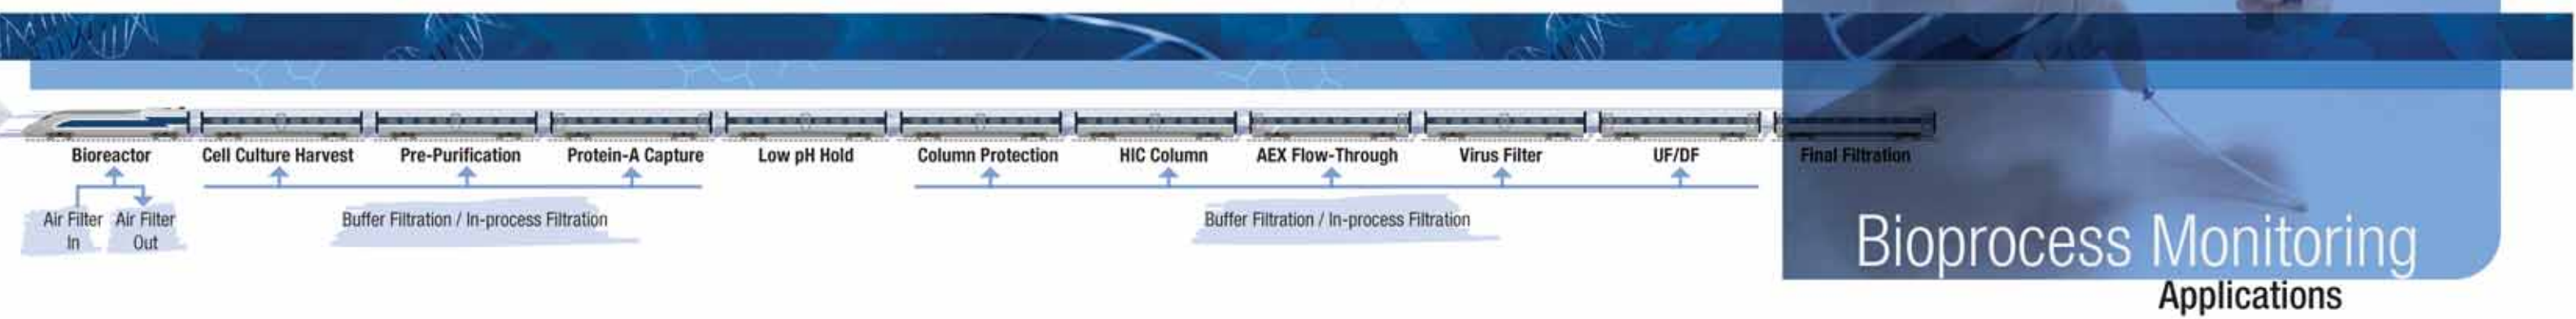 Bioreactor
Cell Culture Harvest
Pre-Purification
Protein-A Capture
Low pH Hold
Column Protection
HIC Column
AEX Flow-Through
Virus Filter
UF/DF
Final Filtration
Air Filter
In
Air Filter
Out
Buffer Filtration / In-process Filtration
Buffer Filtration / In-process Filtration
Bioprocess Monitoring
Applications